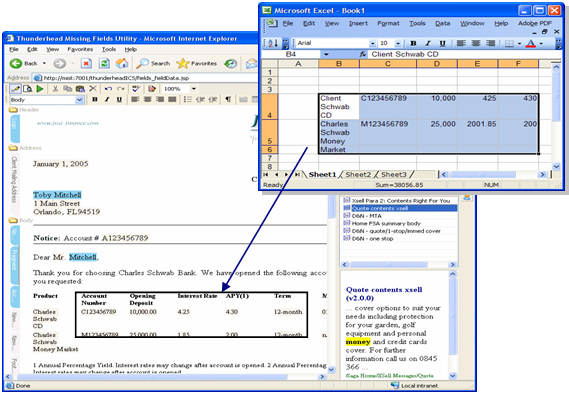 Thunderhead Missing Fields Utility - Microsoft Internet Explorer
File Edit View Favorites Tools Help
Back Search Favorites
Address http://mist:7001/thunderheadICS/fields_fieldData.jsp
100%
Body
Header
Address
January 1, 2005
Client Mailing Address
Toby Mitchell
1 Main Street
Orlando, FL94519
Body
Notice: Account # A123456789
Dear Mr. Mitchell,
Thank you for choosing Charles Schwab Bank. We have opened the following
you requested:
Product Account Number Opening Deposit Interest Rate APY(1) Term
Charles Schwab CD C123456789 10,000.00 4.25 4.30 12-month
Charles Schwab Money Market M123456789 25,000.00 1.85 2.00 12-month
1 Annual Percentage Yield. Interest rates may change after account is opened. 2 Annual Percentage
Interest rates may change after account is opened.
Done
Local intranet
Microsoft Excel - Book1
File Edit View Insert Format Tools Data Window Help Adobe PDF
Arial 10 B I U
B4 fx Client Schwab CD
A B C D E F
1
2
3
4 Client Schwab CD C123456789 10,000 425 430
5 Charles Schwab Money Market M123456789 25,000 2001.85 200
6
7
8
Sheet1 Sheet2 Sheet3
Ready Sum=38056.85 NUM
Xsell Para 2: Contents Right For You
Quote contents xsell
D&N - MTA
Home FSA summary body
D&N - quote/1-stop/immed cover
D&N - one stop
Quote contents xsell
(v2.0.0)
... cover options to suit your
needs including protection
for your garden, golf
equipment and personal
money and credit cards
cover. For further
information call us on 0845
366 ...
/Saga Home/XSell Messages/Quote